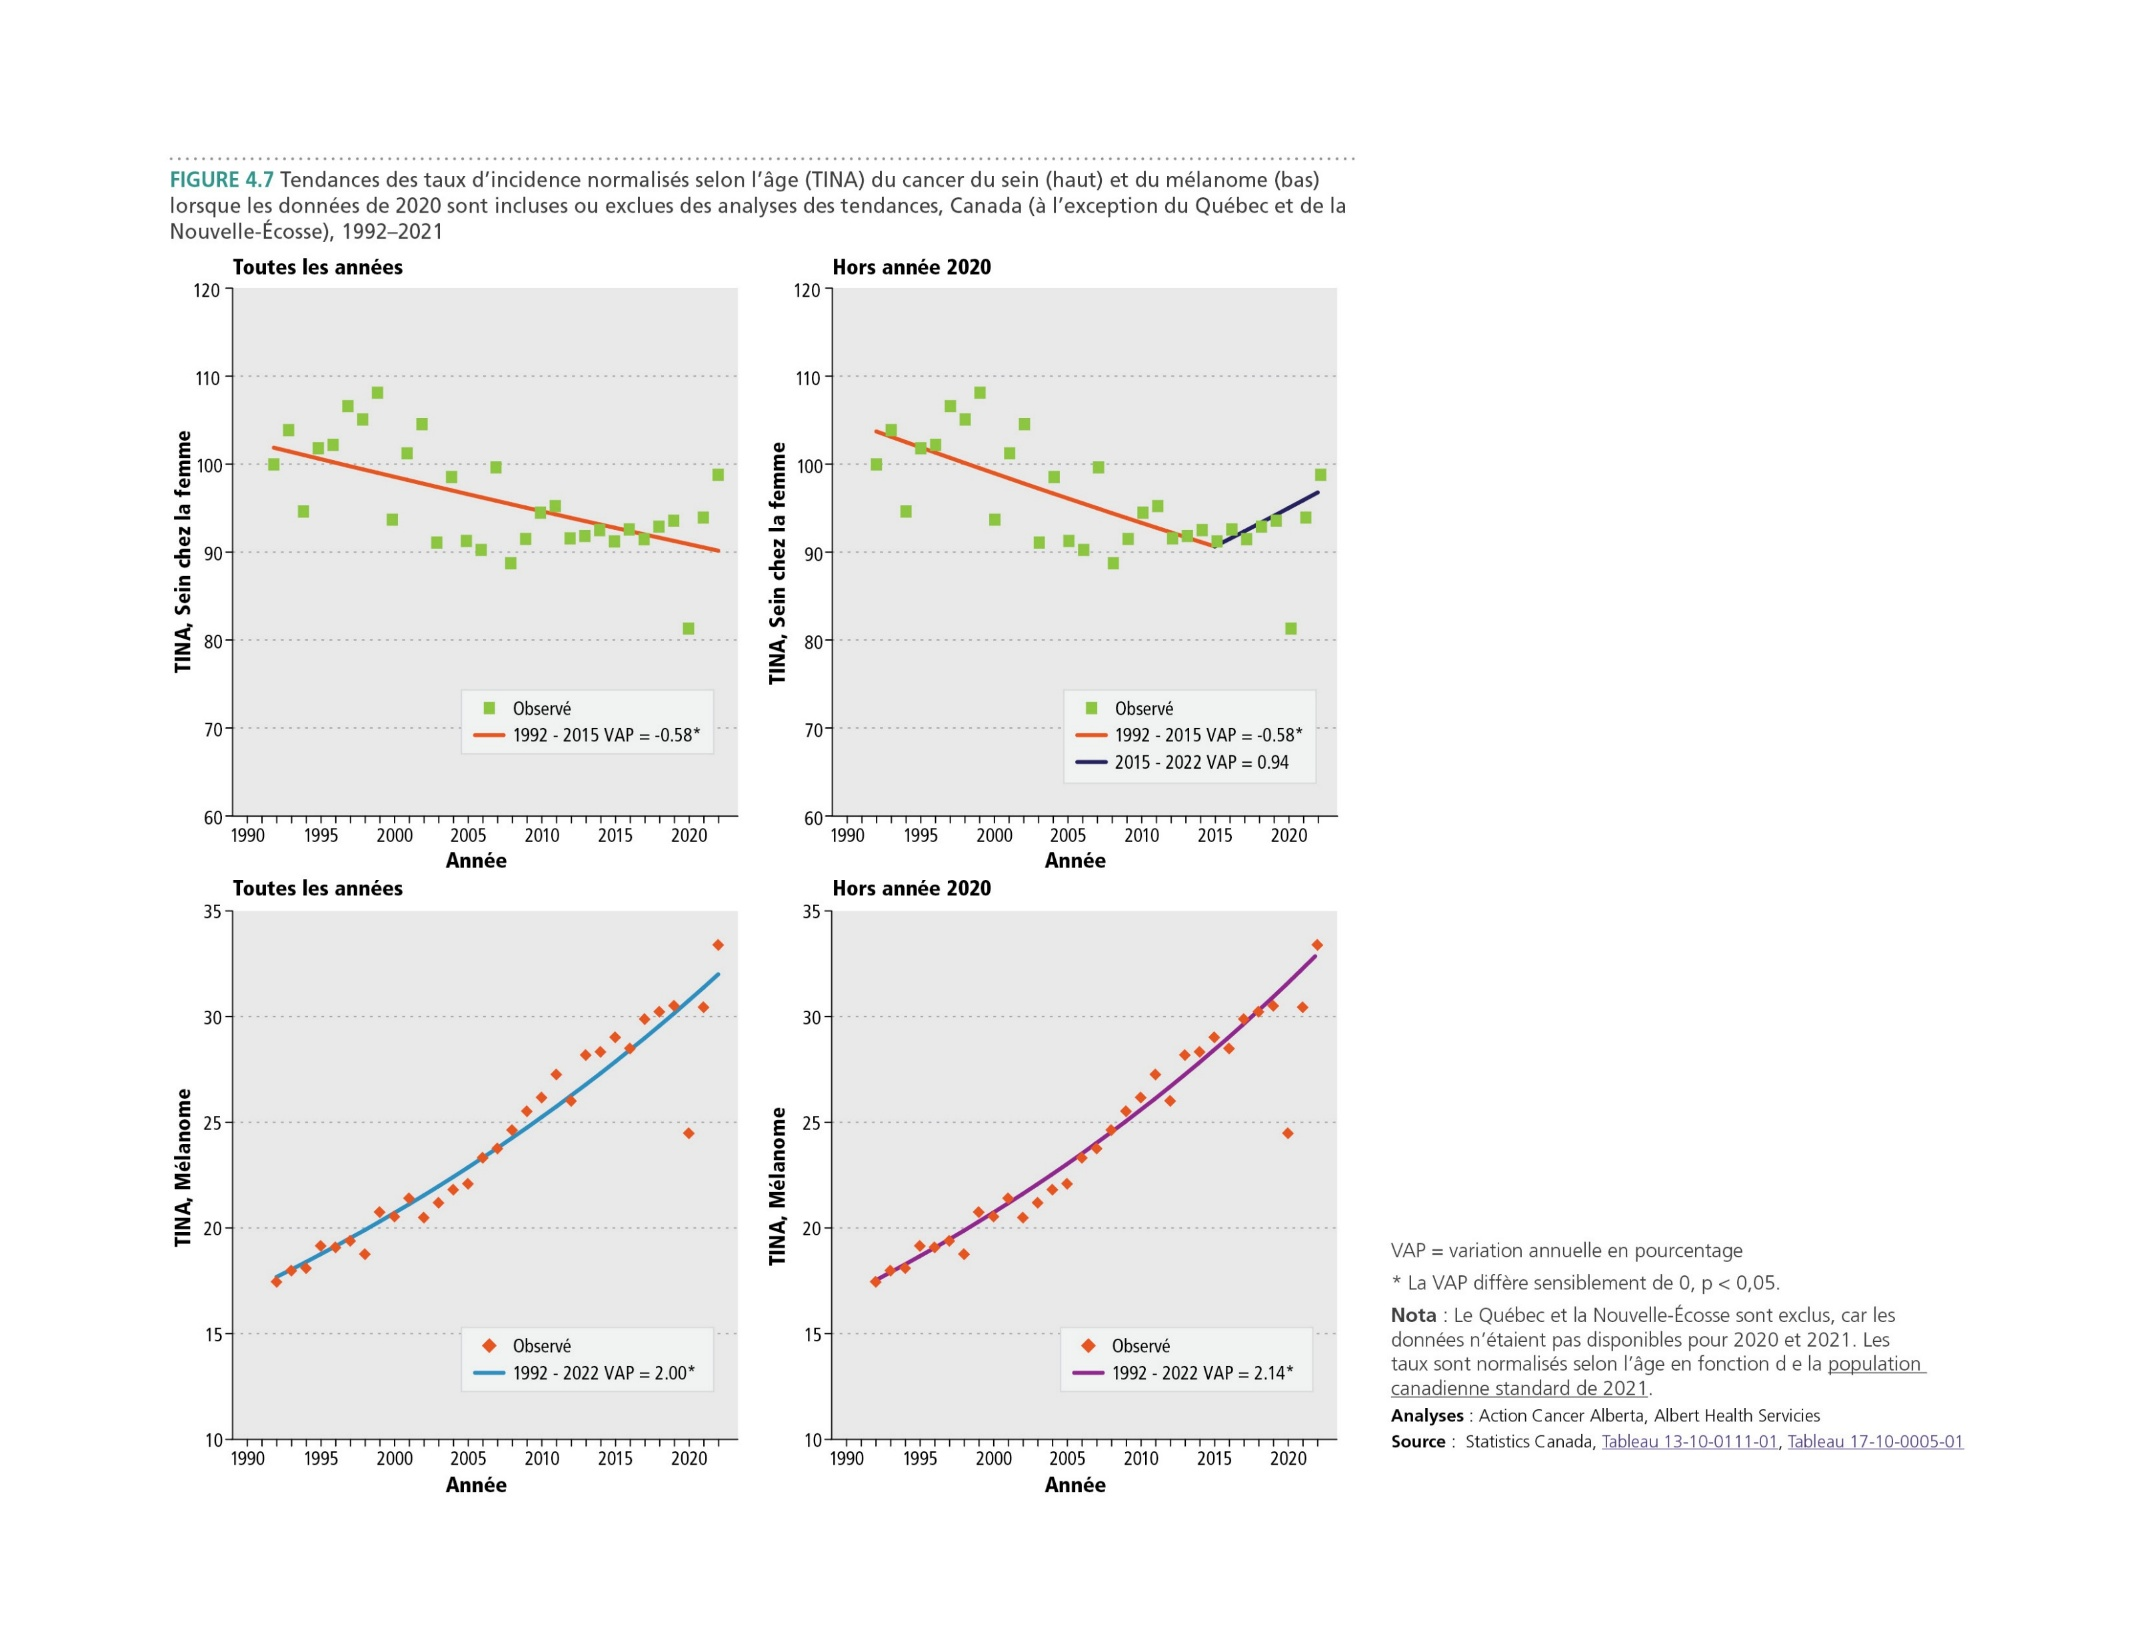 FIGURE 4.7 Tendances des taux d’incidence normalisés selon l’âge (TINA) du cancer du sein (haut) et du mélanome (bas)
lorsque les données de 2020 sont incluses ou exclues des analyses des tendances, Canada (à l’exception du Québec et de la
Nouvelle-Écosse), 1992–2021
Toutes les années
120
110
100
90
80
70
60
TINA, Sein chez la femme
Observé
1992 - 2015 VAP = -0.58*
1990 1995 2000 2005 2010 2015 2020
Année
Hors année 2020
120
110
100
90
80
70
60
TINA, Sein chez la femme
Observé
1992 - 2015 VAP = -0.58*
2015 - 2022 VAP = 0.94
1990 1995 2000 2005 2010 2015 2020
Année
Toutes les années
35
30
25
20
15
10
TINA, Mélanome
Observé
1992 - 2022 VAP = 2.00*
1990 1995 2000 2005 2010 2015 2020
Année
Hors année 2020
35
30
25
20
15
10
TINA, Mélanome
Observé
1992 - 2022 VAP = 2.14*
1990 1995 2000 2005 2010 2015 2020
Année
VAP = variation annuelle en pourcentage
* La VAP diffère sensiblement de 0, p < 0,05.
Nota : Le Québec et la Nouvelle-Écosse sont exclus, car les
données n’étaient pas disponibles pour 2020 et 2021. Les
taux sont normalisés selon l’âge en fonction d e la population
canadienne standard de 2021.
Analyses : Action Cancer Alberta, Albert Health Servicies
Source : Statistics Canada, Tableau 13-10-0111-01, Tableau 17-10-0005-01